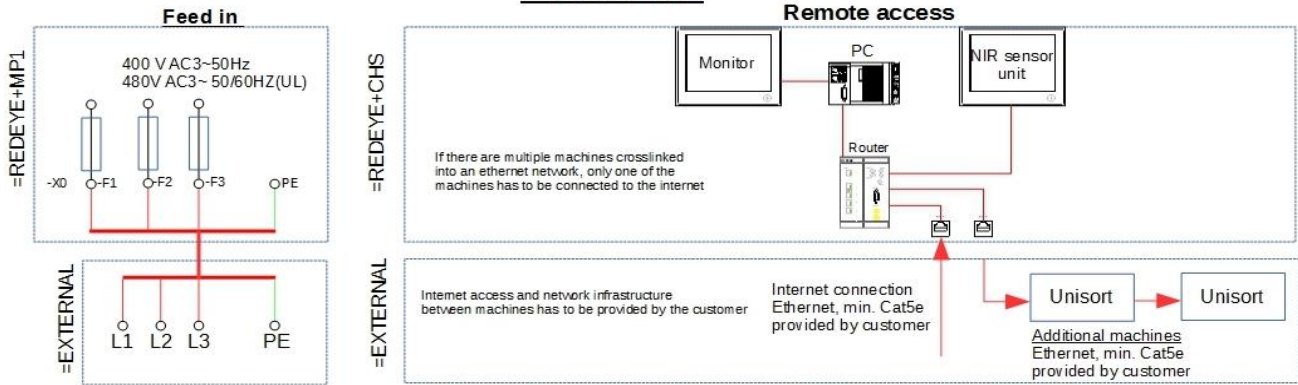 Feed in
=REDEYE+MP1
400 V AC3~50Hz
480V AC3~ 50/60HZ(UL)
-X0
-F1
-F2
-F3
PE
=EXTERNAL
L1
L2
L3
PE
Remote access
=REDEYE+CHS
Monitor
PC
NIR sensor
unit
Router
If there are multiple machines crosslinked
into an ethernet network, only one of the
machines has to be connected to the internet
=EXTERNAL
Internet access and network infrastructure
between machines has to be provided by the customer
Internet connection
Ethernet, min. Cat5e
provided by customer
Unisort
Unisort
Additional machines
Ethernet, min. Cat5e
provided by customer